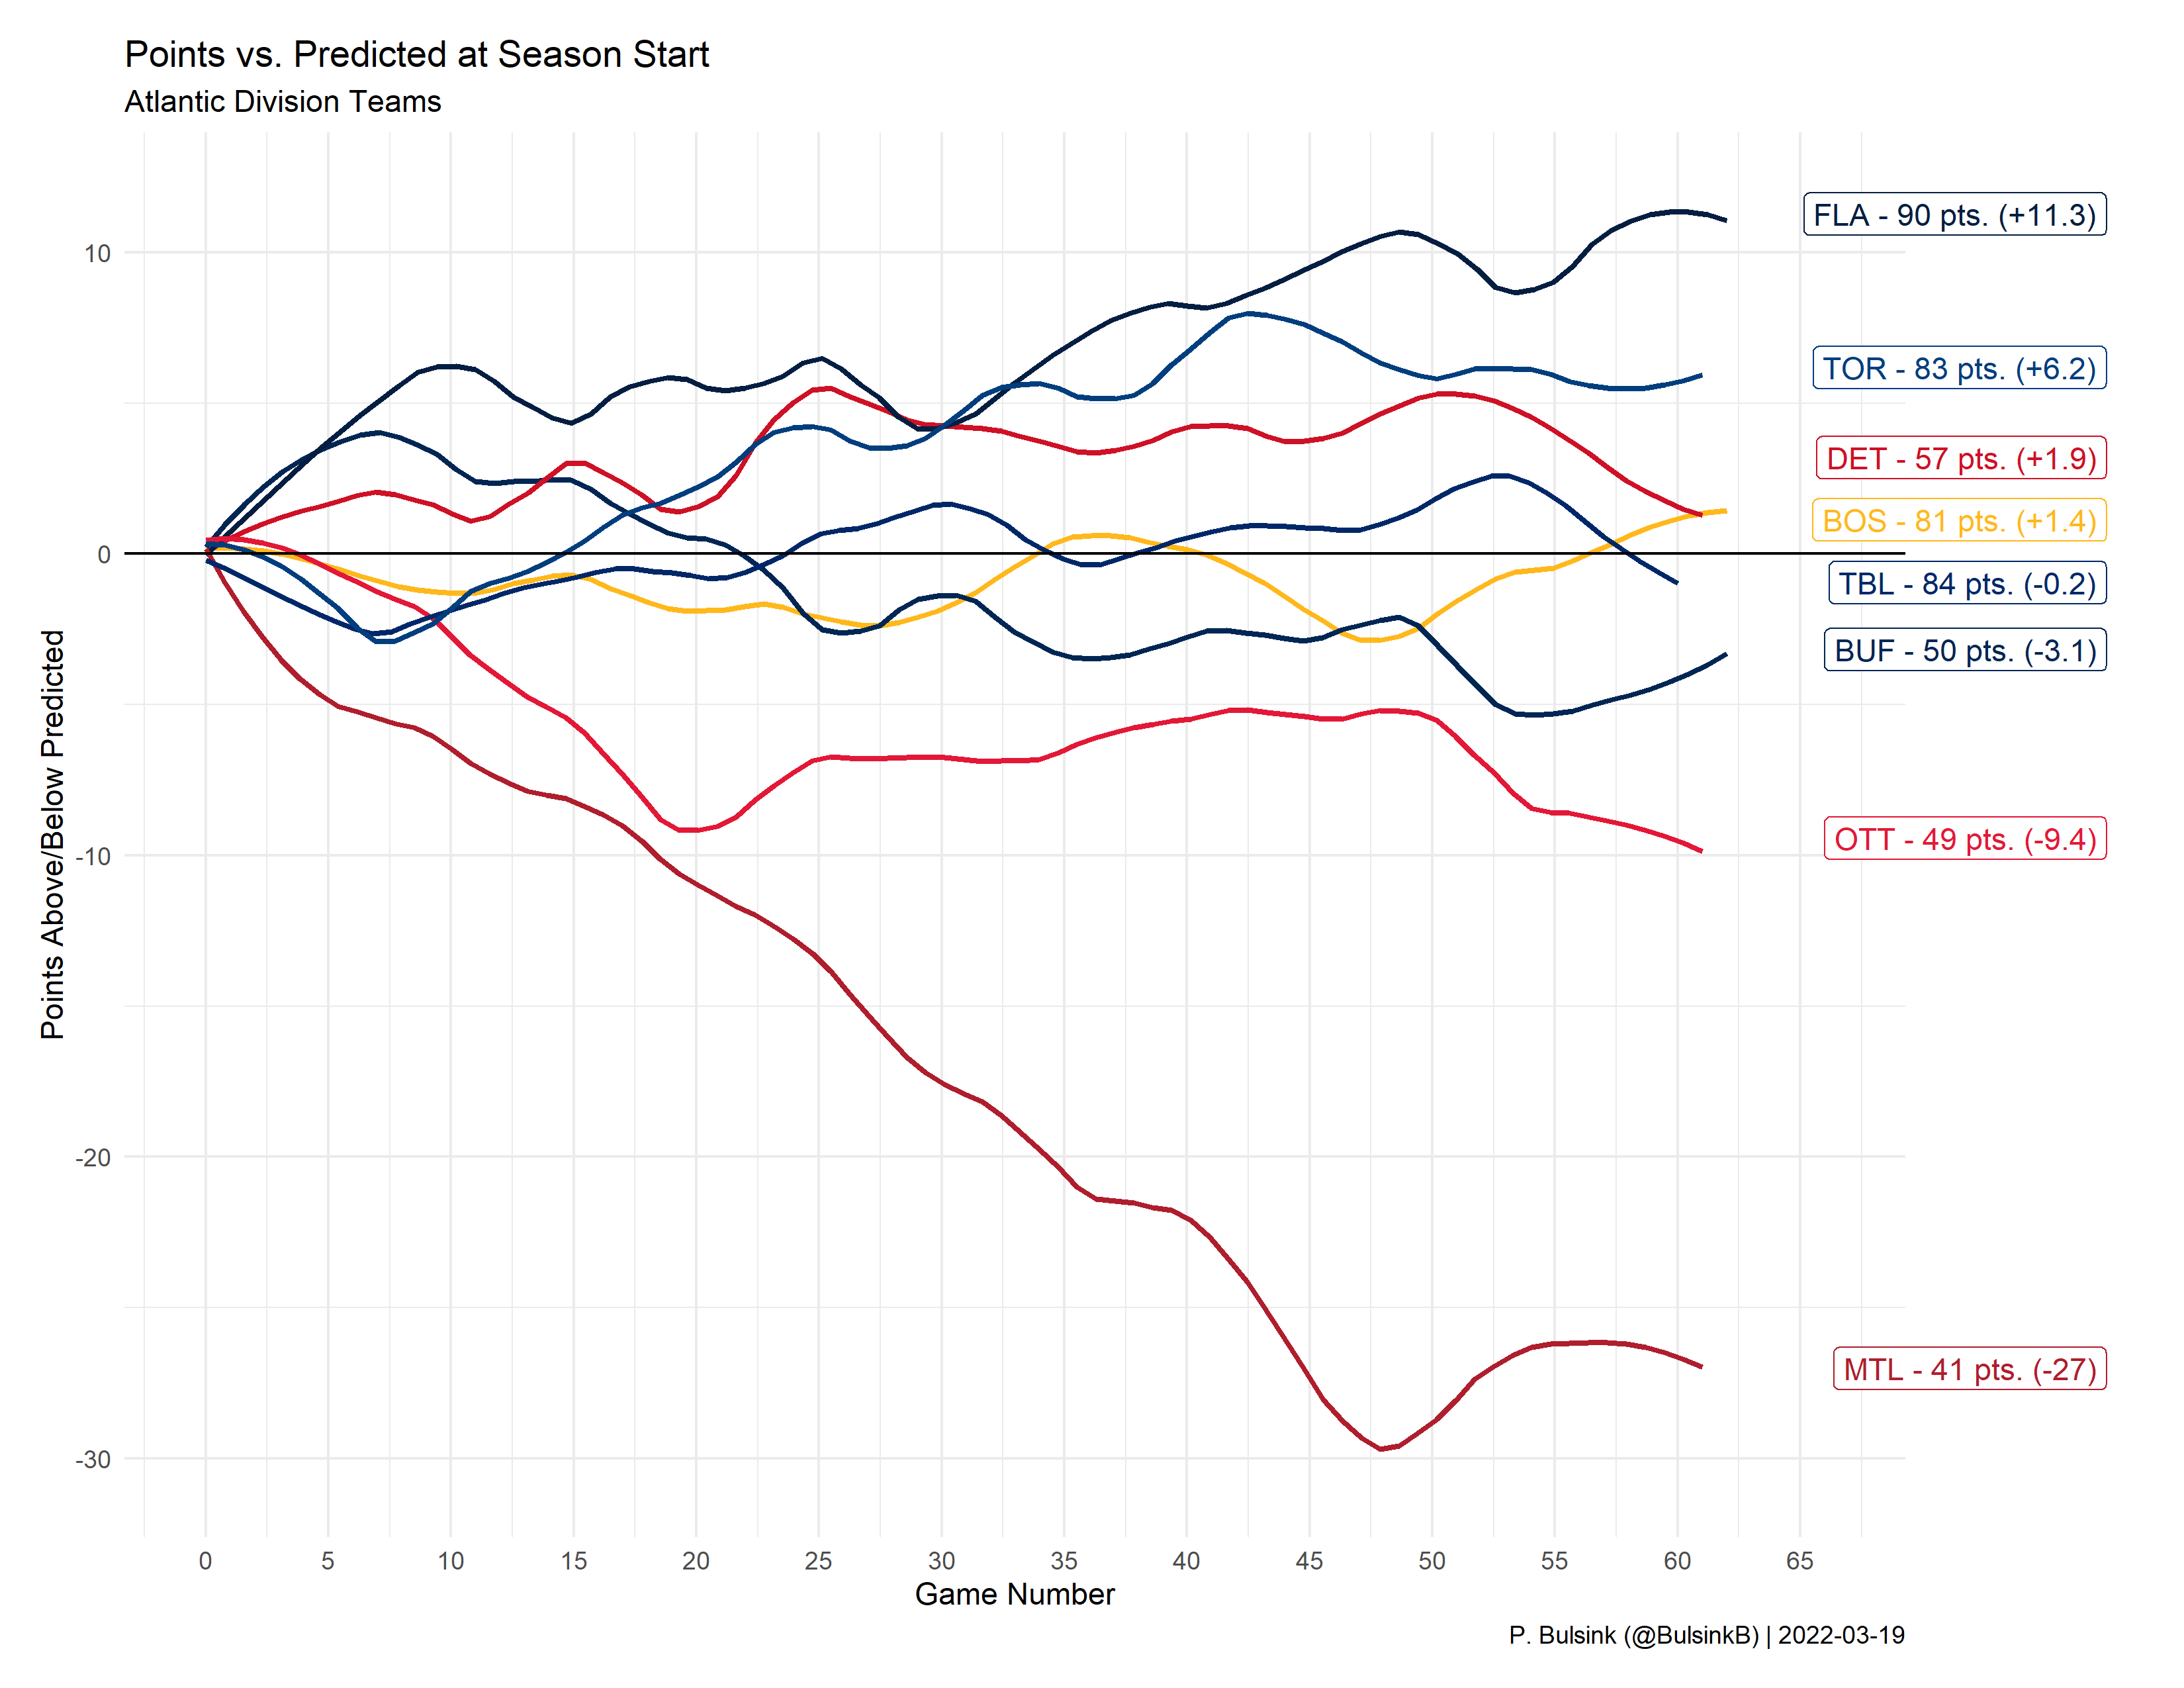 Points vs. Predicted at Season Start
Atlantic Division Teams
Points Above/Below Predicted
10
0
-10
-20
-30
FLA - 90 pts. (+11.3)
TOR - 83 pts. (+6.2)
DET - 57 pts. (+1.9)
BOS - 81 pts. (+1.4)
TBL - 84 pts. (-0.2)
BUF - 50 pts. (-3.1)
OTT - 49 pts. (-9.4)
MTL - 41 pts. (-27)
0 5 10 15 20 25 30 35 40 45 50 55 60 65
Game Number
P. Bulsink (@BulsinkB) | 2022-03-19